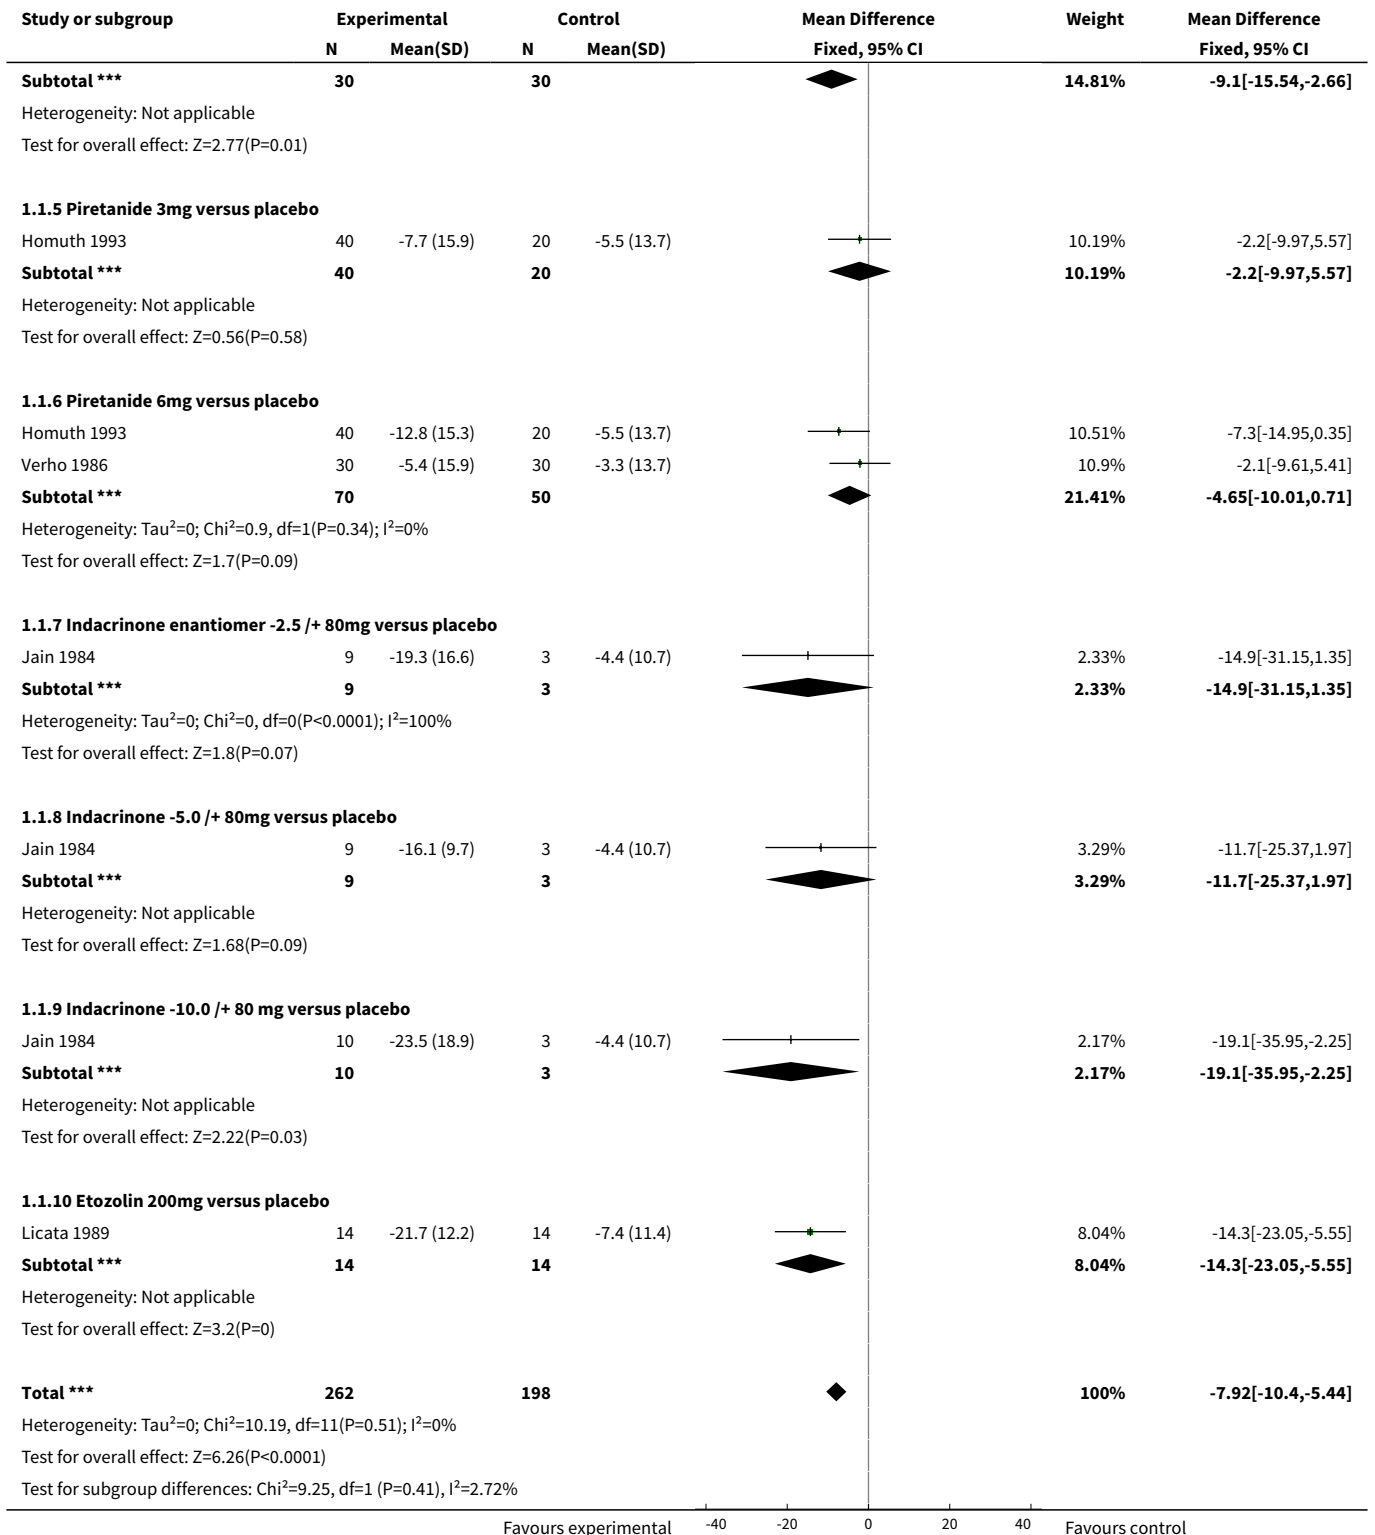 Study or subgroup Experimental Control Mean Difference Weight Mean Difference
N Mean(SD) N Mean(SD) Fixed, 95% CI Fixed, 95% CI
Subtotal *** 30 30 14.81% -9.1[-15.54,-2.66]
Heterogeneity: Not applicable
Test for overall effect: Z=2.77(P=0.01)
1.1.5 Piretanide 3mg versus placebo
Homuth 1993 40 -7.7 (15.9) 20 -5.5 (13.7) 10.19% -2.2[-9.97,5.57]
Subtotal *** 40 20 10.19% -2.2[-9.97,5.57]
Heterogeneity: Not applicable
Test for overall effect: Z=0.56(P=0.58)
1.1.6 Piretanide 6mg versus placebo
Homuth 1993 40 -12.8 (15.3) 20 -5.5 (13.7) 10.51% -7.3[-14.95,0.35]
Verho 1986 30 -5.4 (15.9) 30 -3.3 (13.7) 10.9% -2.1[-9.61,5.41]
Subtotal *** 70 50 21.41% -4.65[-10.01,0.71]
Heterogeneity: Tau²=0; Chi²=0.9, df=1(P=0.34); I²=0%
Test for overall effect: Z=1.7(P=0.09)
1.1.7 Indacrinone enantiomer -2.5 /+ 80mg versus placebo
Jain 1984 9 -19.3 (16.6) 3 -4.4 (10.7) 2.33% -14.9[-31.15,1.35]
Subtotal *** 9 3 2.33% -14.9[-31.15,1.35]
Heterogeneity: Tau²=0; Chi²=0, df=0(P<0.0001); I²=100%
Test for overall effect: Z=1.8(P=0.07)
1.1.8 Indacrinone -5.0 /+ 80mg versus placebo
Jain 1984 9 -16.1 (9.7) 3 -4.4 (10.7) 3.29% -11.7[-25.37,1.97]
Subtotal *** 9 3 3.29% -11.7[-25.37,1.97]
Heterogeneity: Not applicable
Test for overall effect: Z=1.68(P=0.09)
1.1.9 Indacrinone -10.0 /+ 80 mg versus placebo
Jain 1984 10 -23.5 (18.9) 3 -4.4 (10.7) 2.17% -19.1[-35.95,-2.25]
Subtotal *** 10 3 2.17% -19.1[-35.95,-2.25]
Heterogeneity: Not applicable
Test for overall effect: Z=2.22(P=0.03)
1.1.10 Etozolin 200mg versus placebo
Licata 1989 14 -21.7 (12.2) 14 -7.4 (11.4) 8.04% -14.3[-23.05,-5.55]
Subtotal *** 14 14 8.04% -14.3[-23.05,-5.55]
Heterogeneity: Not applicable
Test for overall effect: Z=3.2(P=0)
Total *** 262 198 100% -7.92[-10.4,-5.44]
Heterogeneity: Tau²=0; Chi²=10.19, df=11(P=0.51); I²=0%
Test for overall effect: Z=6.26(P<0.0001)
Test for subgroup differences: Chi²=9.25, df=1 (P=0.41), I²=2.72%
Favours experimental -40 -20 0 20 40 Favours control